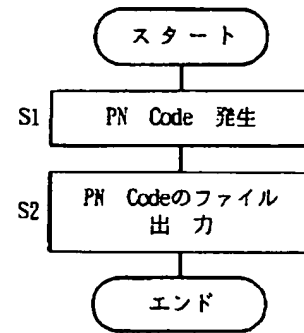 スタート
S1 PN Code 発生
S2 PN Codeのファイル
出力
エンド